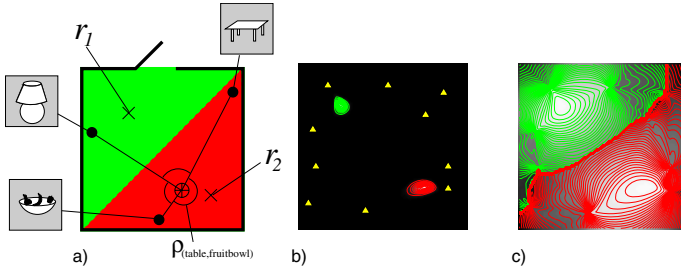 r1
r2
ρ(table,fruitbowl)
a)
b)
c)